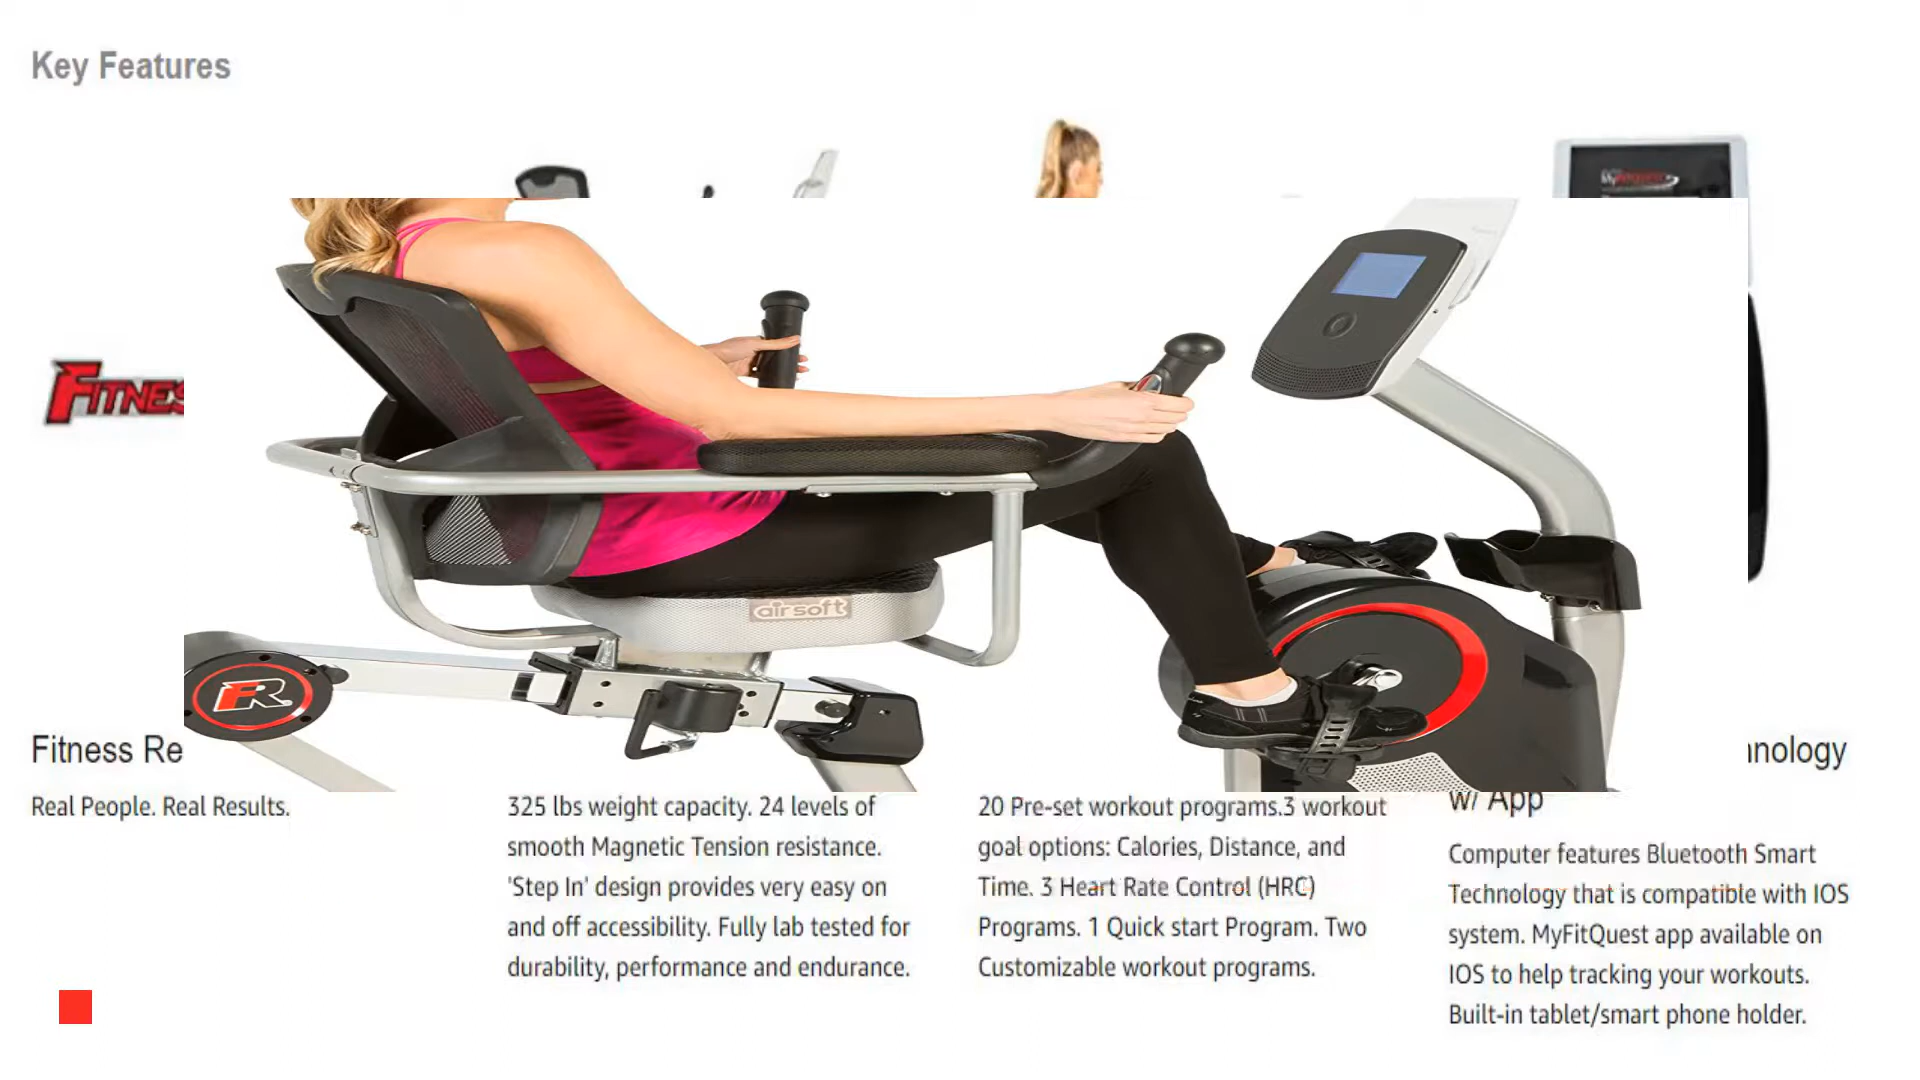 Key Features
FITNES
airsoft
FR
Fitness Re
Real People. Real Results.
325 lbs weight capacity. 24 levels of
smooth Magnetic Tension resistance.
'Step In' design provides very easy on
and off accessibility. Fully lab tested for
durability, performance and endurance.
20 Pre-set workout programs.3 workout
goal options: Calories, Distance, and
Time. 3 Heart Rate Control (HRC)
Programs. 1 Quick start Program. Two
Customizable workout programs.
nnology
w/ App
Computer features Bluetooth Smart
Technology that is compatible with IOS
system. MyFitQuest app available on
IOS to help tracking your workouts.
Built-in tablet/smart phone holder.